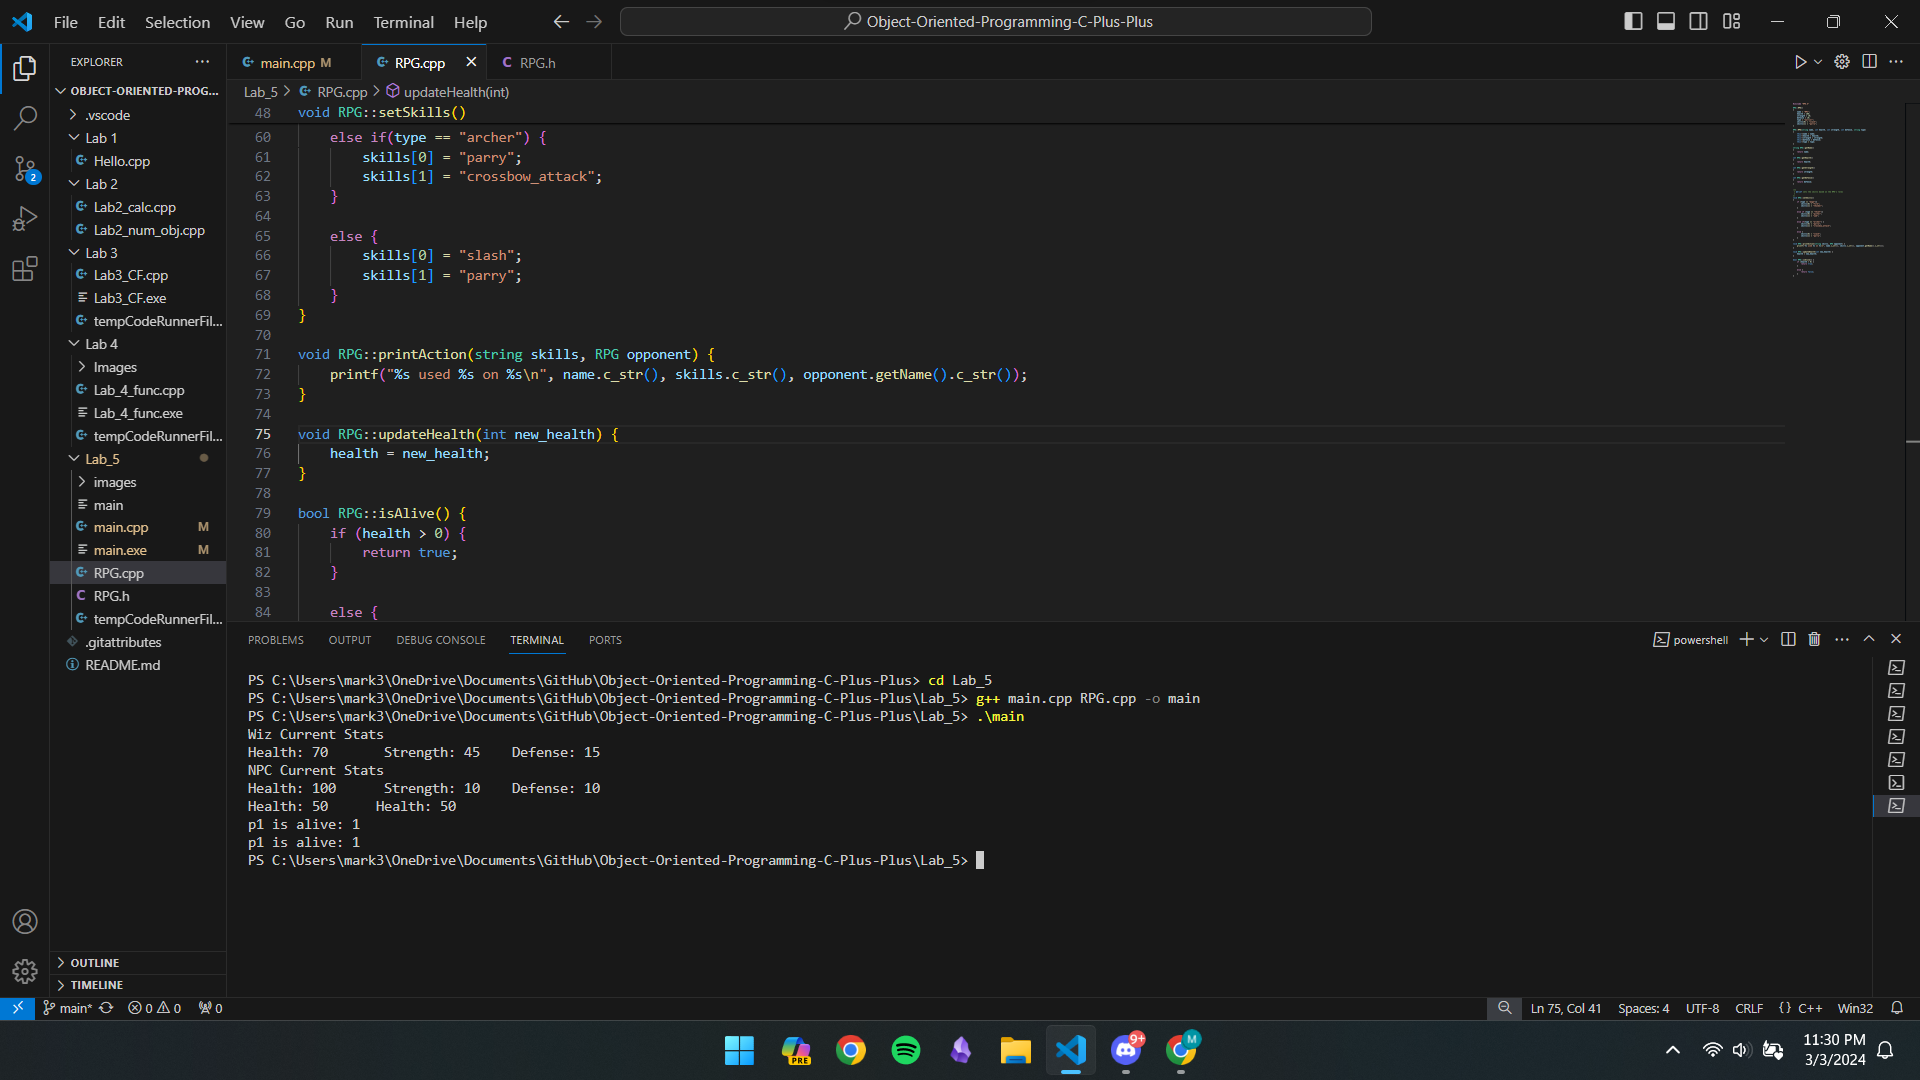 File Edit Selection View Go Run Terminal Help
Object-Oriented-Programming-C-Plus-Plus
EXPLORER
OBJECT-ORIENTED-PROG...
.vscode
Lab 1
Hello.cpp
Lab 2
Lab2_calc.cpp
Lab2_num_obj.cpp
Lab 3
Lab3_CF.cpp
Lab3_CF.exe
tempCodeRunnerFil...
Lab 4
Images
Lab_4_func.cpp
Lab_4_func.exe
tempCodeRunnerFil...
Lab_5
images
main
main.cpp M
main.exe M
RPG.cpp
RPG.h
tempCodeRunnerFil...
.gitattributes
README.md
OUTLINE
TIMELINE
2
main.cpp M RPG.cpp RPG.h
Lab_5 > RPG.cpp > updateHealth(int)
48 void RPG::setSkills()
60 else if(type == "archer") {
61 skills[0] = "parry";
62 skills[1] = "crossbow_attack";
63 }
64
65 else {
66 skills[0] = "slash";
67 skills[1] = "parry";
68 }
69 }
70
71 void RPG::printAction(string skills, RPG opponent) {
72 printf("%s used %s on %s\n", name.c_str(), skills.c_str(), opponent.getName().c_str());
73 }
74
75 void RPG::updateHealth(int new_health) {
76 health = new_health;
77 }
78
79 bool RPG::isAlive() {
80 if (health > 0) {
81 return true;
82 }
83
84 else {
PROBLEMS OUTPUT DEBUG CONSOLE TERMINAL PORTS
powershell
PS C:\Users\mark3\OneDrive\Documents\GitHub\Object-Oriented-Programming-C-Plus-Plus> cd Lab_5
PS C:\Users\mark3\OneDrive\Documents\GitHub\Object-Oriented-Programming-C-Plus-Plus\Lab_5> g++ main.cpp RPG.cpp -o main
PS C:\Users\mark3\OneDrive\Documents\GitHub\Object-Oriented-Programming-C-Plus-Plus\Lab_5> .\main
Wiz Current Stats
Health: 70 Strength: 45 Defense: 15
NPC Current Stats
Health: 100 Strength: 10 Defense: 10
Health: 50 Health: 50
p1 is alive: 1
p1 is alive: 1
PS C:\Users\mark3\OneDrive\Documents\GitHub\Object-Oriented-Programming-C-Plus-Plus\Lab_5>
main* 0 0 0
Ln 75, Col 41 Spaces: 4 UTF-8 CRLF {} C++ Win32
PRE
9+
M
11:30 PM
3/3/2024